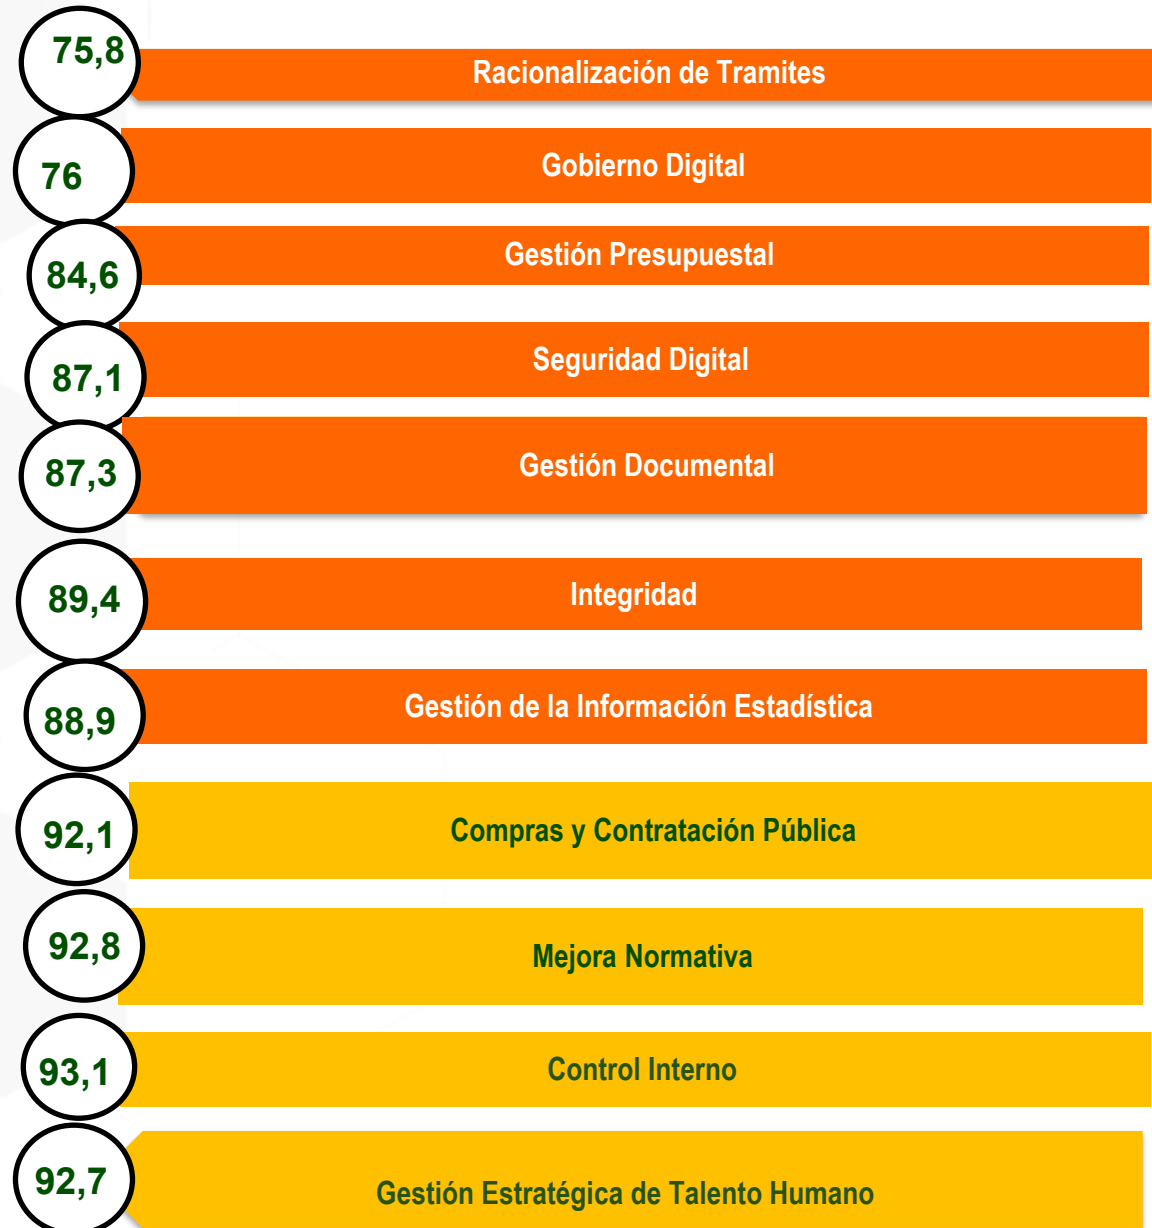 75,8
Racionalización de Tramites
76
Gobierno Digital
84,6
Gestión Presupuestal
87,1
Seguridad Digital
87,3
Gestión Documental
89,4
Integridad
88,9
Gestión de la Información Estadística
92,1
Compras y Contratación Pública
92,8
Mejora Normativa
93,1
Control Interno
92,7
Gestión Estratégica de Talento Humano